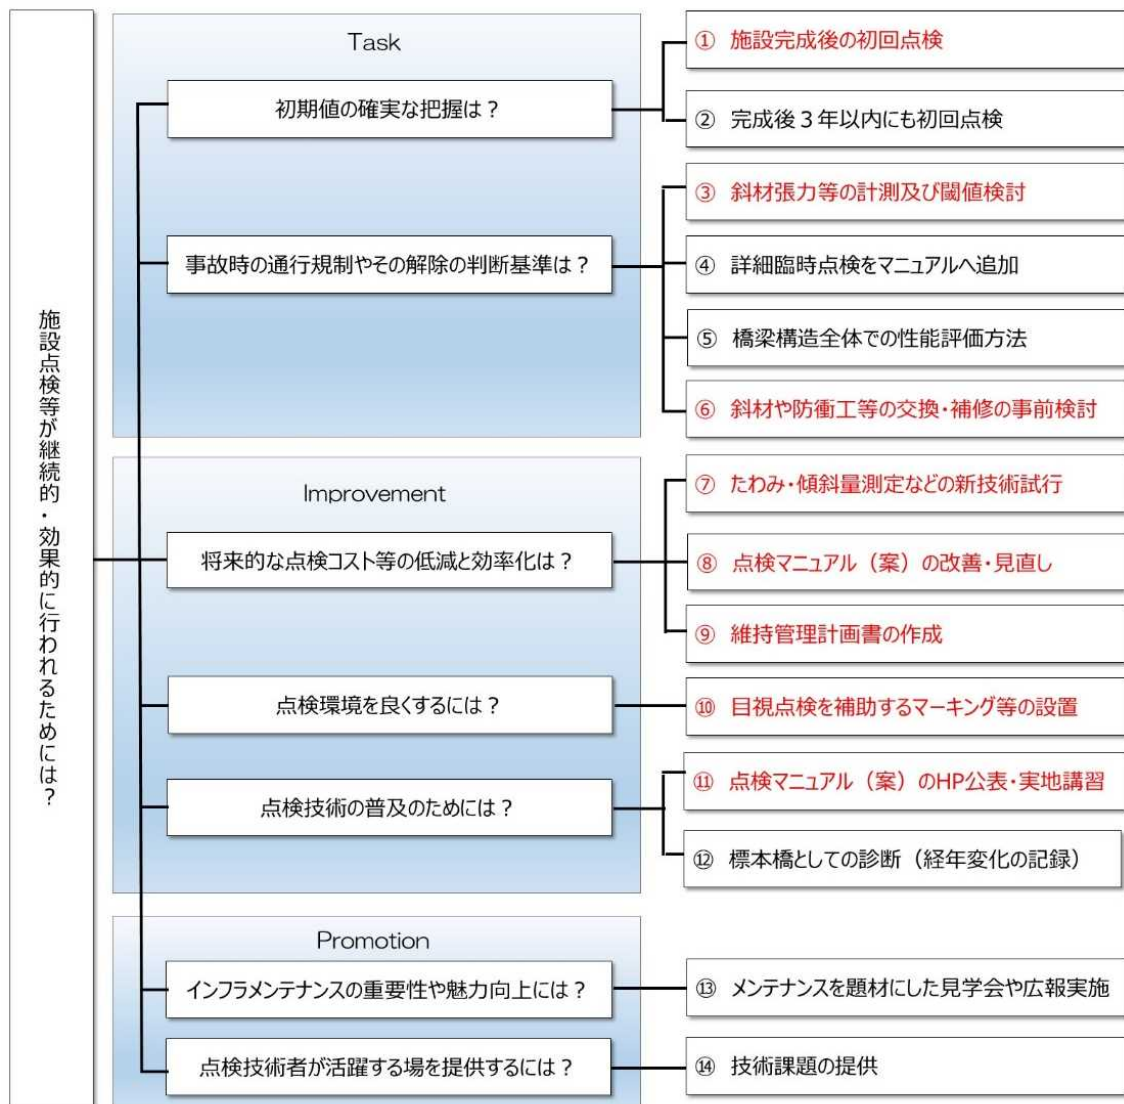 施設点検等が継続的・効果的に行われるためには？
Task
初期値の確実な把握は？
① 施設完成後の初回点検
② 完成後３年以内にも初回点検
事故時の通行規制やその解除の判断基準は？
③ 斜材張力等の計測及び閾値検討
④ 詳細臨時点検をマニュアルへ追加
⑤ 橋梁構造全体での性能評価方法
⑥ 斜材や防衝工等の交換・補修の事前検討
Improvement
将来的な点検コスト等の低減と効率化は？
⑦ たわみ・傾斜量測定などの新技術試行
⑧ 点検マニュアル（案）の改善・見直し
⑨ 維持管理計画書の作成
点検環境を良くするには？
⑩ 目視点検を補助するマーキング等の設置
点検技術の普及のためには？
⑪ 点検マニュアル（案）のHP公表・実地講習
⑫ 標本橋としての診断（経年変化の記録）
Promotion
インフラメンテナンスの重要性や魅力向上には？
⑬ メンテナンスを題材にした見学会や広報実施
点検技術者が活躍する場を提供するには？
⑭ 技術課題の提供